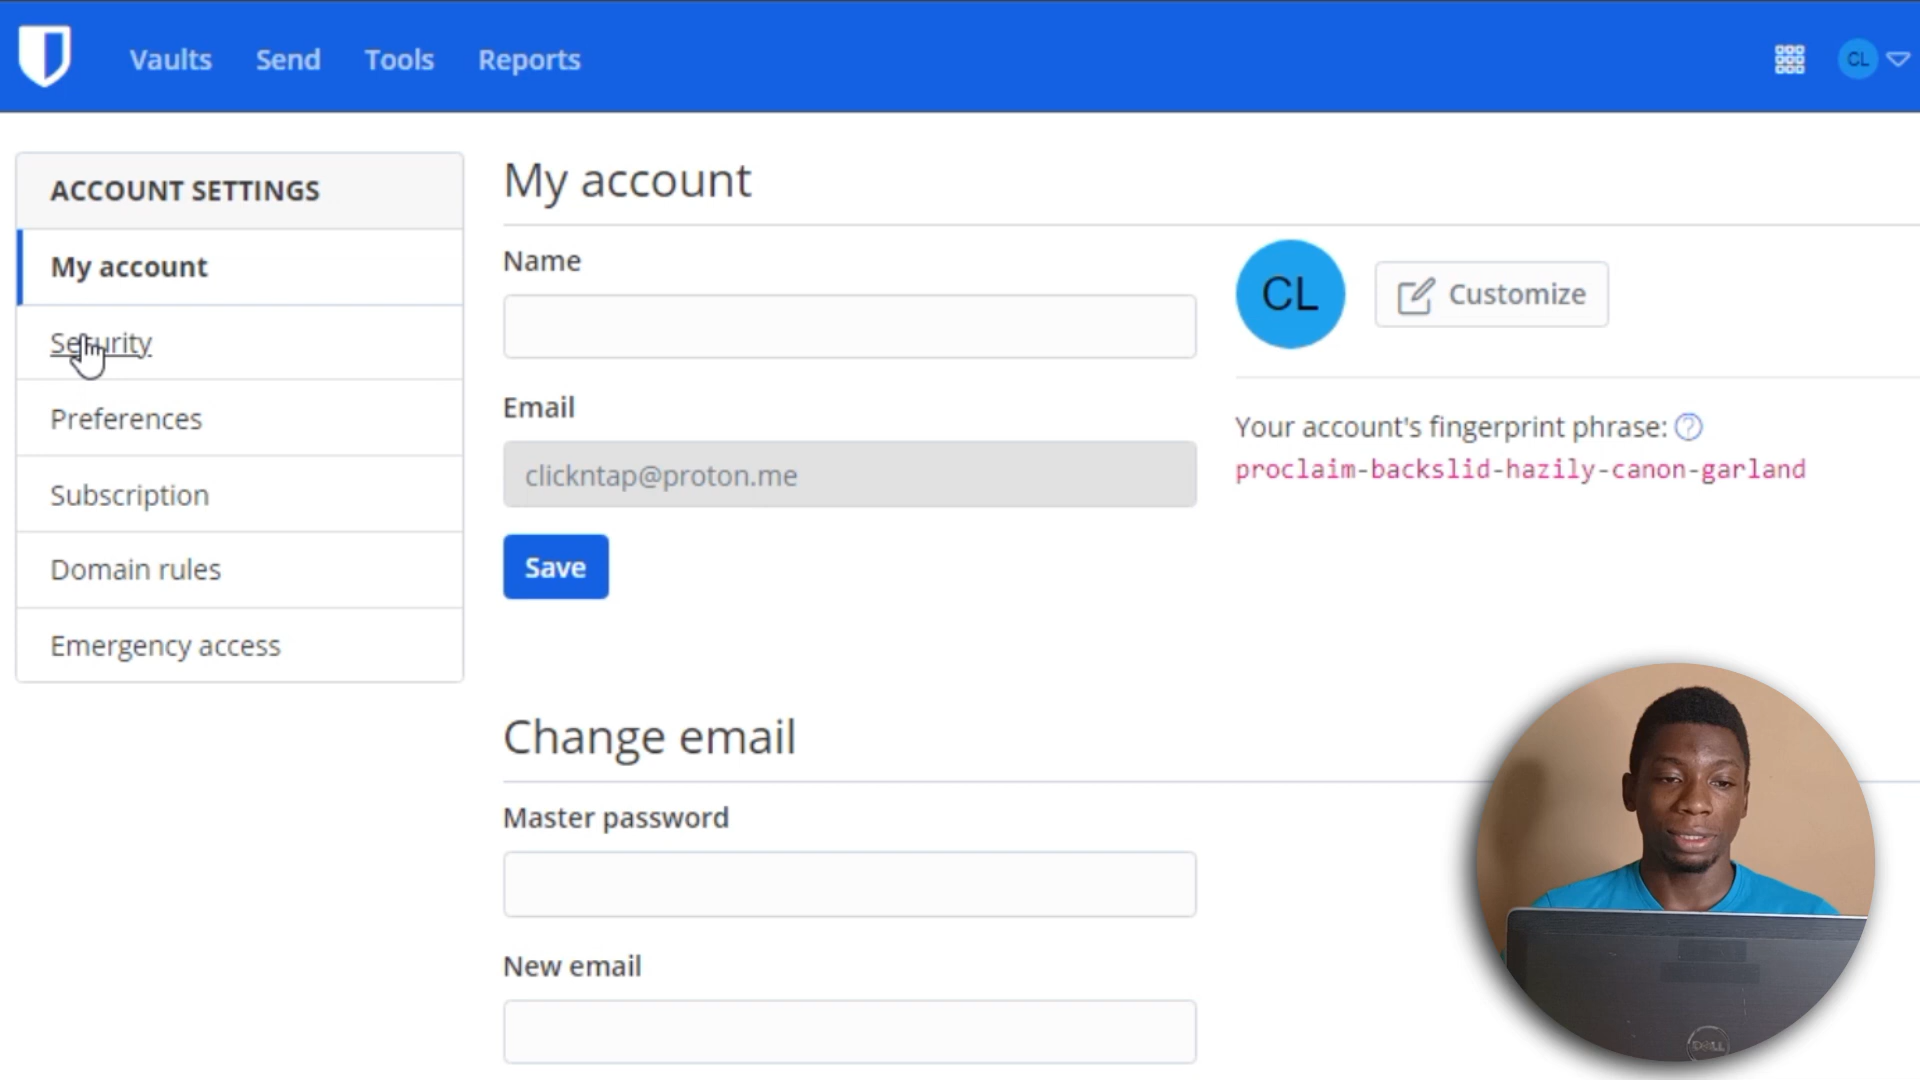 Vaults
Send
Tools
Reports
CL
ACCOUNT SETTINGS
My account
Security
Preferences
Subscription
Domain rules
Emergency access
My account
Name
CL
Customize
Email
clickntap@proton.me
Your account's fingerprint phrase:
proclaim-backslid-hazily-canon-garland
Save
Change email
Master password
New email
DELL